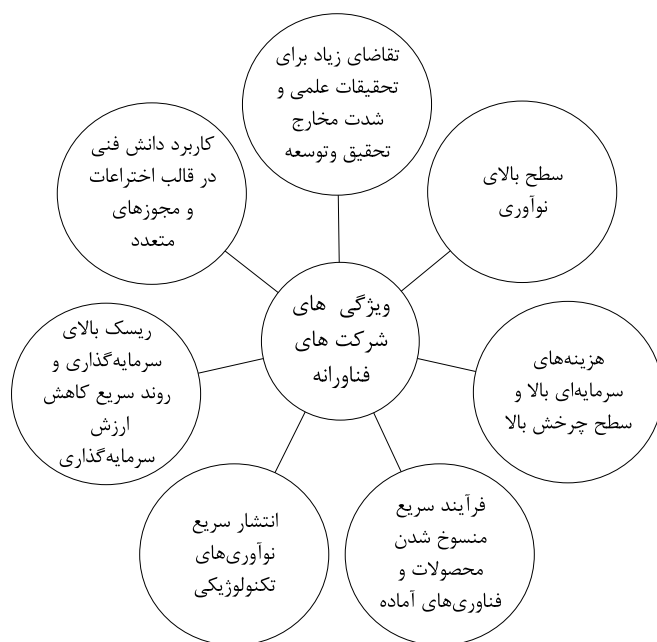 تقاضای زیاد برای
تحقیقات علمی و
شدت مخارج
تحقیق وتوسعه
سطح بالای
نوآوری
هزینه‌های
سرمایه‌ای بالا و
سطح چرخش بالا
فرآیند سریع
منسوخ شدن
محصولات و
فناوری‌های آماده
انتشار سریع
نوآوری‌های
تکنولوژیکی
ریسک بالای
سرمایه‌گذاری و
روند سریع کاهش
ارزش
سرمایه‌گذاری
کاربرد دانش فنی
در قالب اختراعات
و مجوزهای
متعدد
ویژگی های
شرکت های
فناورانه